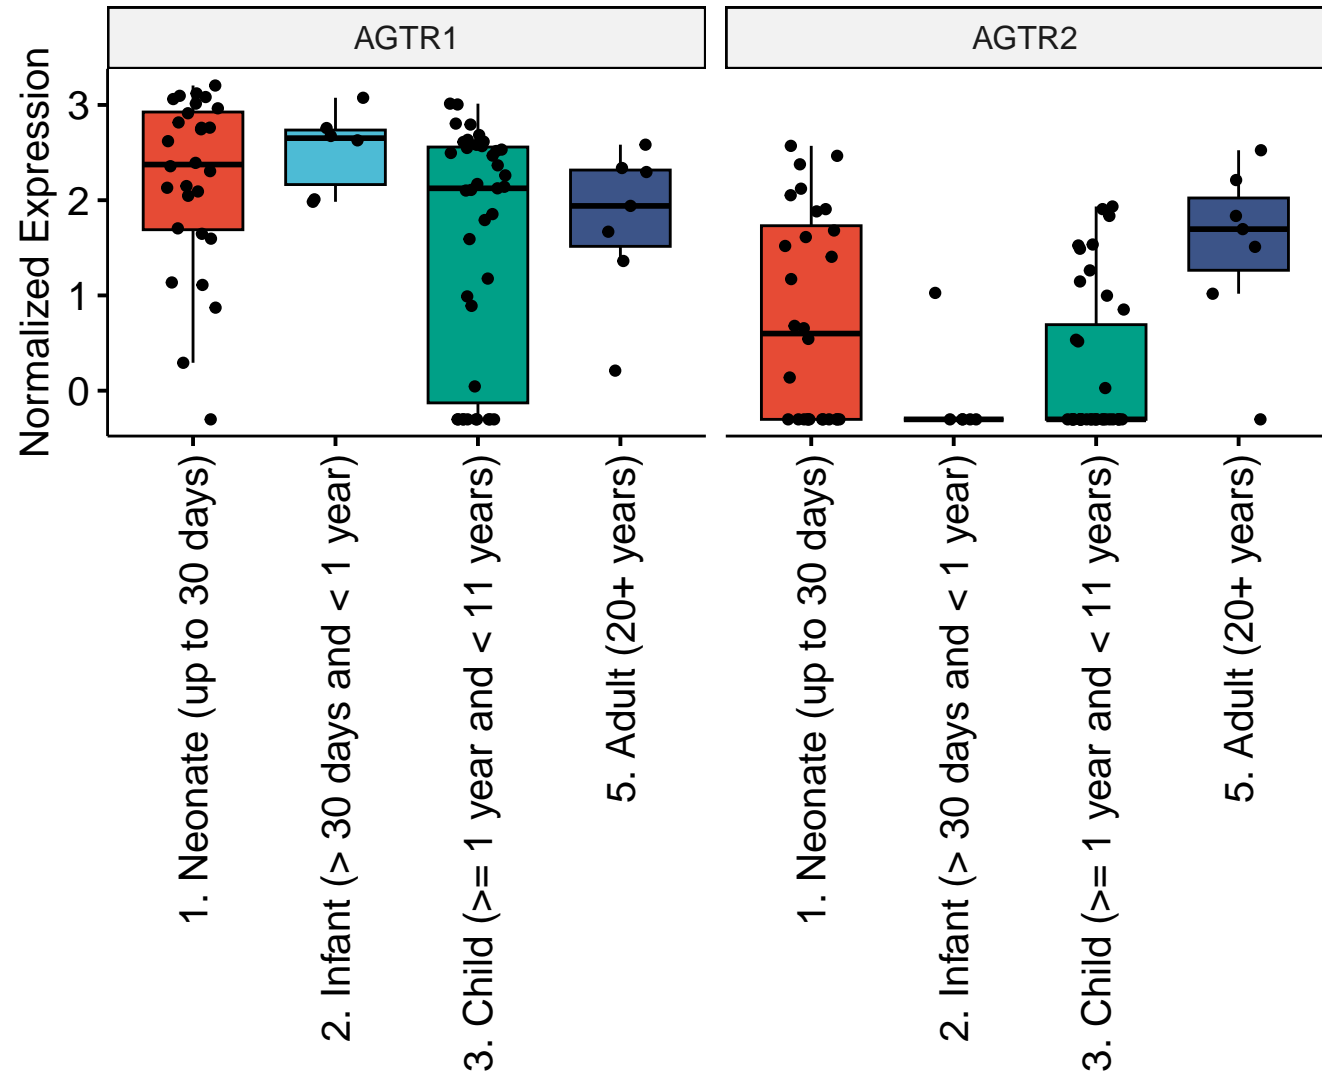 AGTR1
AGTR2
Normalized Expression
3
2
1
0
1. Neonate (up to 30 days)
2. Infant (> 30 days and < 1 year)
3. Child (>= 1 year and < 11 years)
5. Adult (20+ years)
1. Neonate (up to 30 days)
2. Infant (> 30 days and < 1 year)
3. Child (>= 1 year and < 11 years)
5. Adult (20+ years)